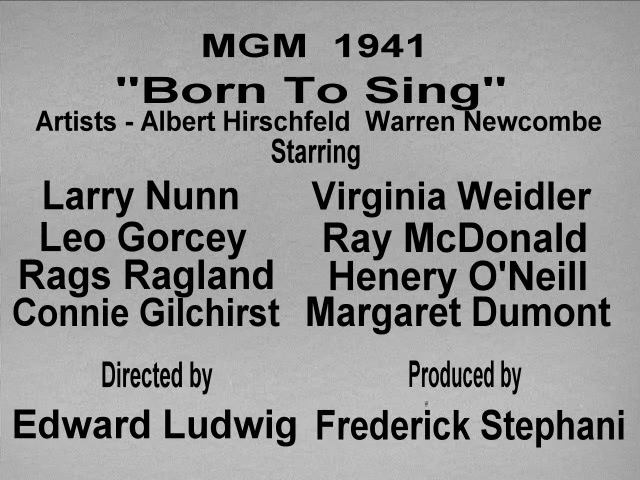 MGM 1941
"Born To Sing"
Artists - Albert Hirschfeld Warren Newcombe
Starring
Larry Nunn Virginia Weidler
Leo Gorcey Ray McDonald
Rags Ragland Henery O'Neill
Connie Gilchirst Margaret Dumont
Directed by Produced by
Edward Ludwig Frederick Stephani